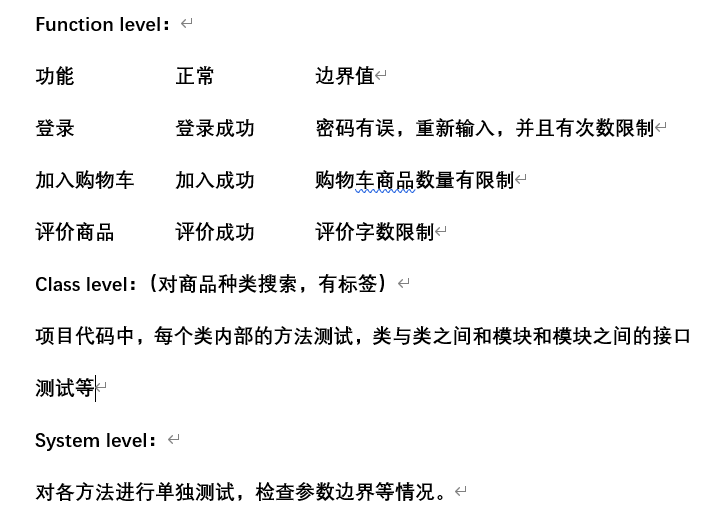 Function level：
功能 正常 边界值
登录 登录成功 密码有误，重新输入，并且有次数限制
加入购物车 加入成功 购物车商品数量有限制
评价商品 评价成功 评价字数限制
Class level：（对商品种类搜索，有标签）
项目代码中，每个类内部的方法测试，类与类之间和模块和模块之间的接口
测试等
System level：
对各方法进行单独测试，检查参数边界等情况。